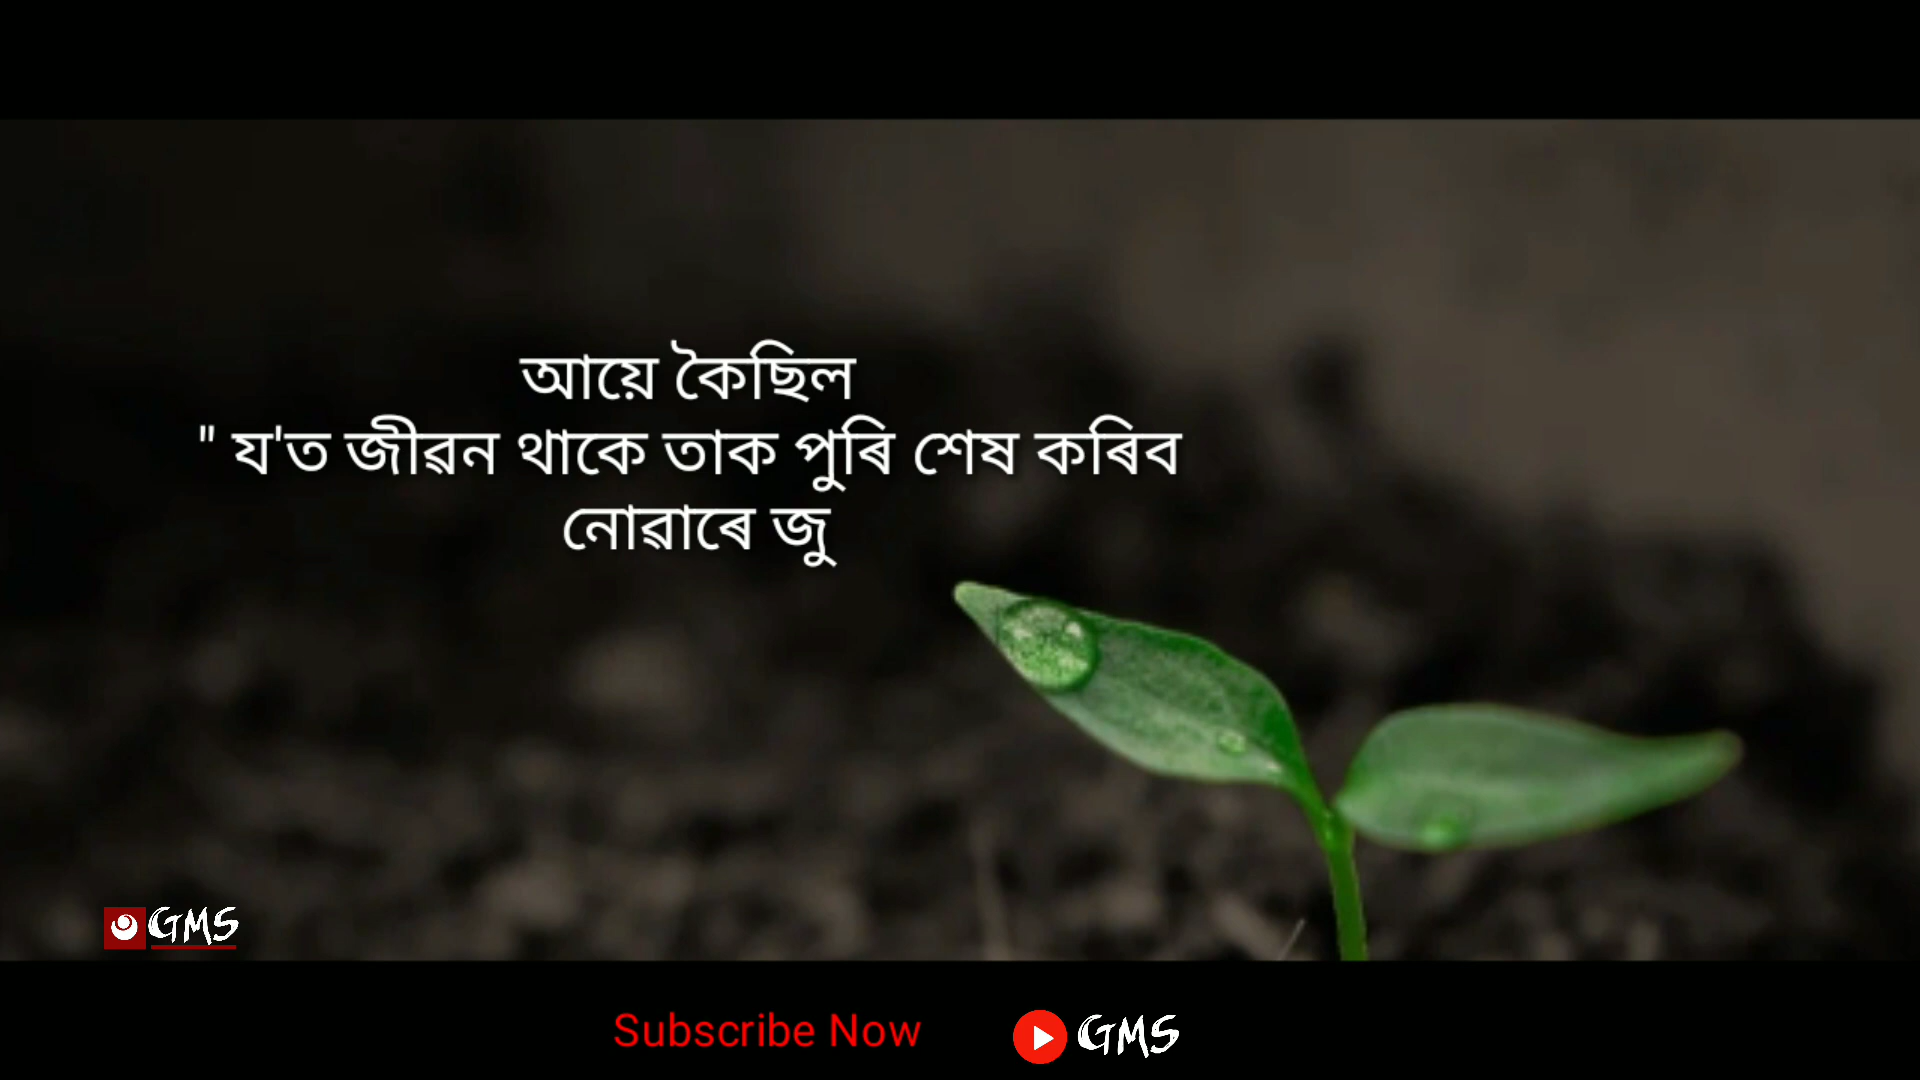 আয়ে কৈছিল
" য'ত জীৱন থাকে তাক পুৰি শেষ কৰিব
নোৱাৰে জু
GMS
Subscribe Now GMS